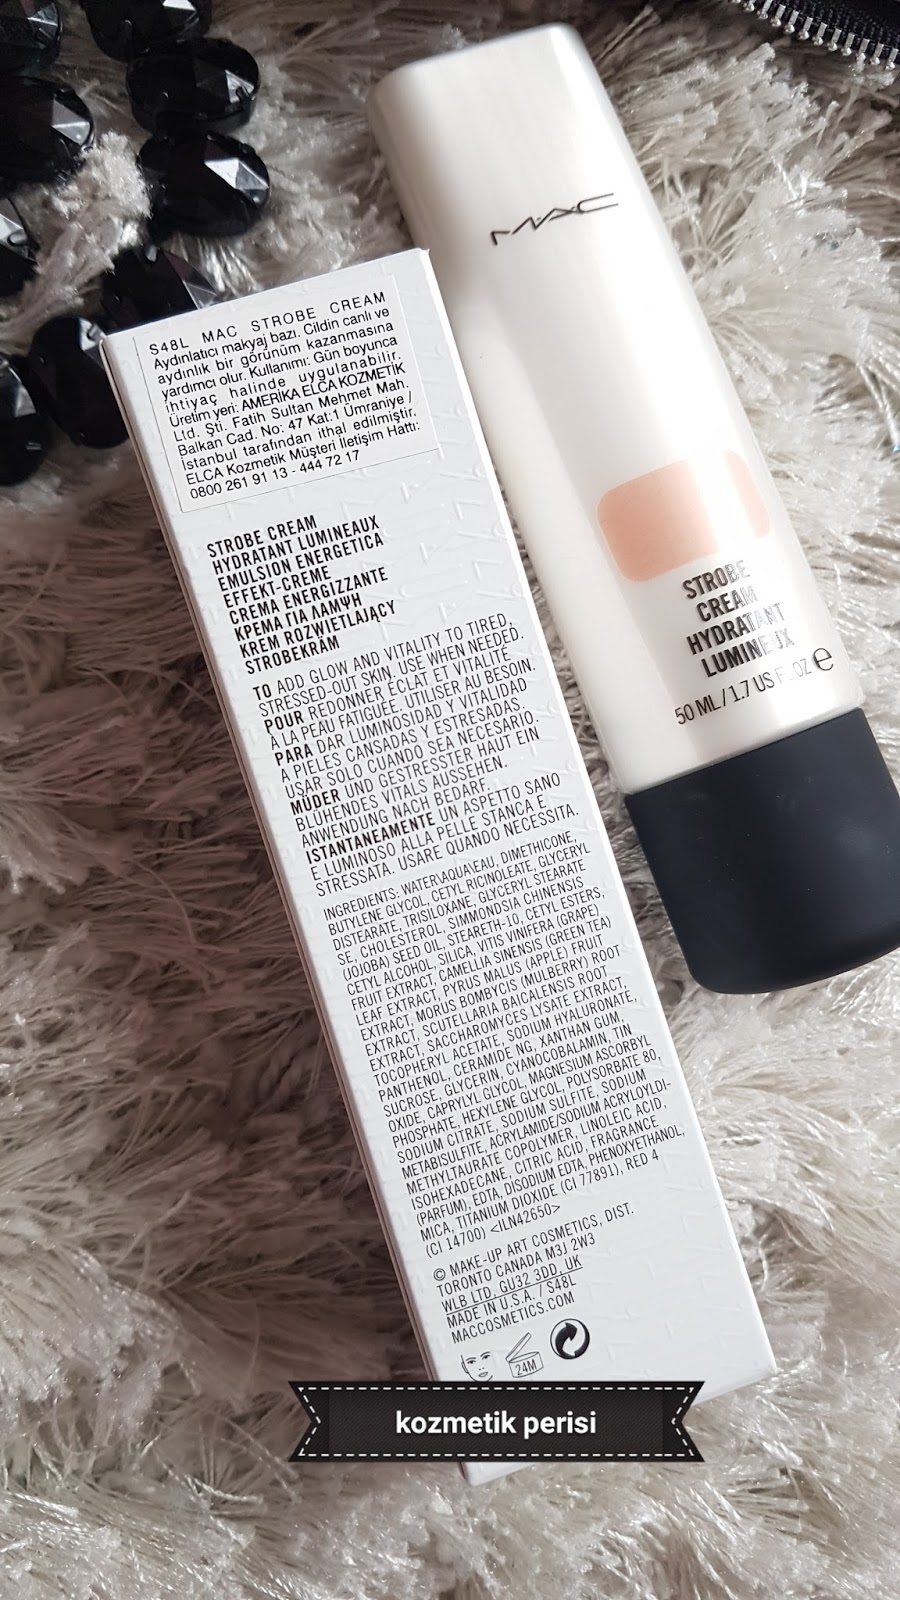 MAC
STROBE
CREAM
HYDRATANT
LUMINEUX
50 ML / 1.7 US FL OZ e
S48L MAC STROBE CREAM
Aydınlatıcı makyaj bazı. Cildin canlı ve
aydınlık bir görünüm kazanmasına
yardımcı olur. Kullanımı: Gün boyunca
ihtiyaç halinde uygulanabilir.
Üretim yeri: AMERIKA ELCA KOZMETİK
Ltd. Şti. Fatih Sultan Mehmet Mah.
Balkan Cad. No: 47 Kat:1 Ümraniye /
İstanbul tarafından ithal edilmiştir.
ELCA Kozmetik Müşteri İletişim Hattı:
0800 261 91 13 - 444 72 17
STROBE CREAM
HYDRATANT LUMINEAUX
EMULSION ENERGETICA
EFFEKT-CREME
CREMA ENERGIZZANTE
ΚΡΕΜΑ ΓΙΑ ΛΑΜΨΗ
KREM ROZWIETLAJĄCY
STROBEKRÄM
TO ADD GLOW AND VITALITY TO TIRED,
STRESSED-OUT SKIN. USE WHEN NEEDED.
POUR REDONNER ÉCLAT ET VITALITÉ
À LA PEAU FATIGUÉE. UTILISER AU BESOIN.
PARA DAR LUMINOSIDAD Y VITALIDAD
A PIELES CANSADAS Y ESTRESADAS.
USAR SOLO CUANDO SEA NECESARIO.
MÜDER UND GESTRESSTER HAUT EIN
BLÜHENDES VITALS AUSSEHEN.
ANWENDUNG NACH BEDARF.
ISTANTANEAMENTE UN ASPETTO SANO
E LUMINOSO ALLA PELLE STANCA E
STRESSATA. USARE QUANDO NECESSITA.
INGREDIENTS: WATER\AQUA\EAU, DIMETHICONE,
BUTYLENE GLYCOL, CETYL RICINOLEATE, GLYCERYL
DISTEARATE, TRISILOXANE, GLYCERYL STEARATE
SE, CHOLESTEROL, SIMMONDSIA CHINENSIS
(JOJOBA) SEED OIL, STEARETH-10, CETYL ESTERS,
CETYL ALCOHOL, SILICA, VITIS VINIFERA (GRAPE)
FRUIT EXTRACT, CAMELLIA SINENSIS (GREEN TEA)
LEAF EXTRACT, PYRUS MALUS (APPLE) FRUIT
EXTRACT, MORUS BOMBYCIS (MULBERRY) ROOT
EXTRACT, SCUTELLARIA BAICALENSIS ROOT
EXTRACT, SACCHAROMYCES LYSATE EXTRACT,
TOCOPHERYL ACETATE, SODIUM HYALURONATE,
PANTHENOL, CERAMIDE NG, XANTHAN GUM,
SUCROSE, GLYCERIN, CYANOCOBALAMIN, TIN
OXIDE, CAPRYLYL GLYCOL, MAGNESIUM ASCORBYL
PHOSPHATE, HEXYLENE GLYCOL, POLYSORBATE 80,
SODIUM CITRATE, SODIUM SULFITE, SODIUM
METABISULFITE, ACRYLAMIDE/SODIUM ACRYLOYLDI-
METHYLTAURATE COPOLYMER, LINOLEIC ACID,
ISOHEXADECANE, CITRIC ACID, FRAGRANCE
(PARFUM), EDTA, DISODIUM EDTA, PHENOXYETHANOL,
MICA, TITANIUM DIOXIDE (CI 77891), RED 4
(CI 14700) <ILN42650>
© MAKE-UP ART COSMETICS, DIST.
TORONTO CANADA M3J 2W3
WLB LTD, GU32 3DD, UK
MADE IN U.S.A. / S48L
MACCOSMETICS.COM
24M
kozmetik perisi